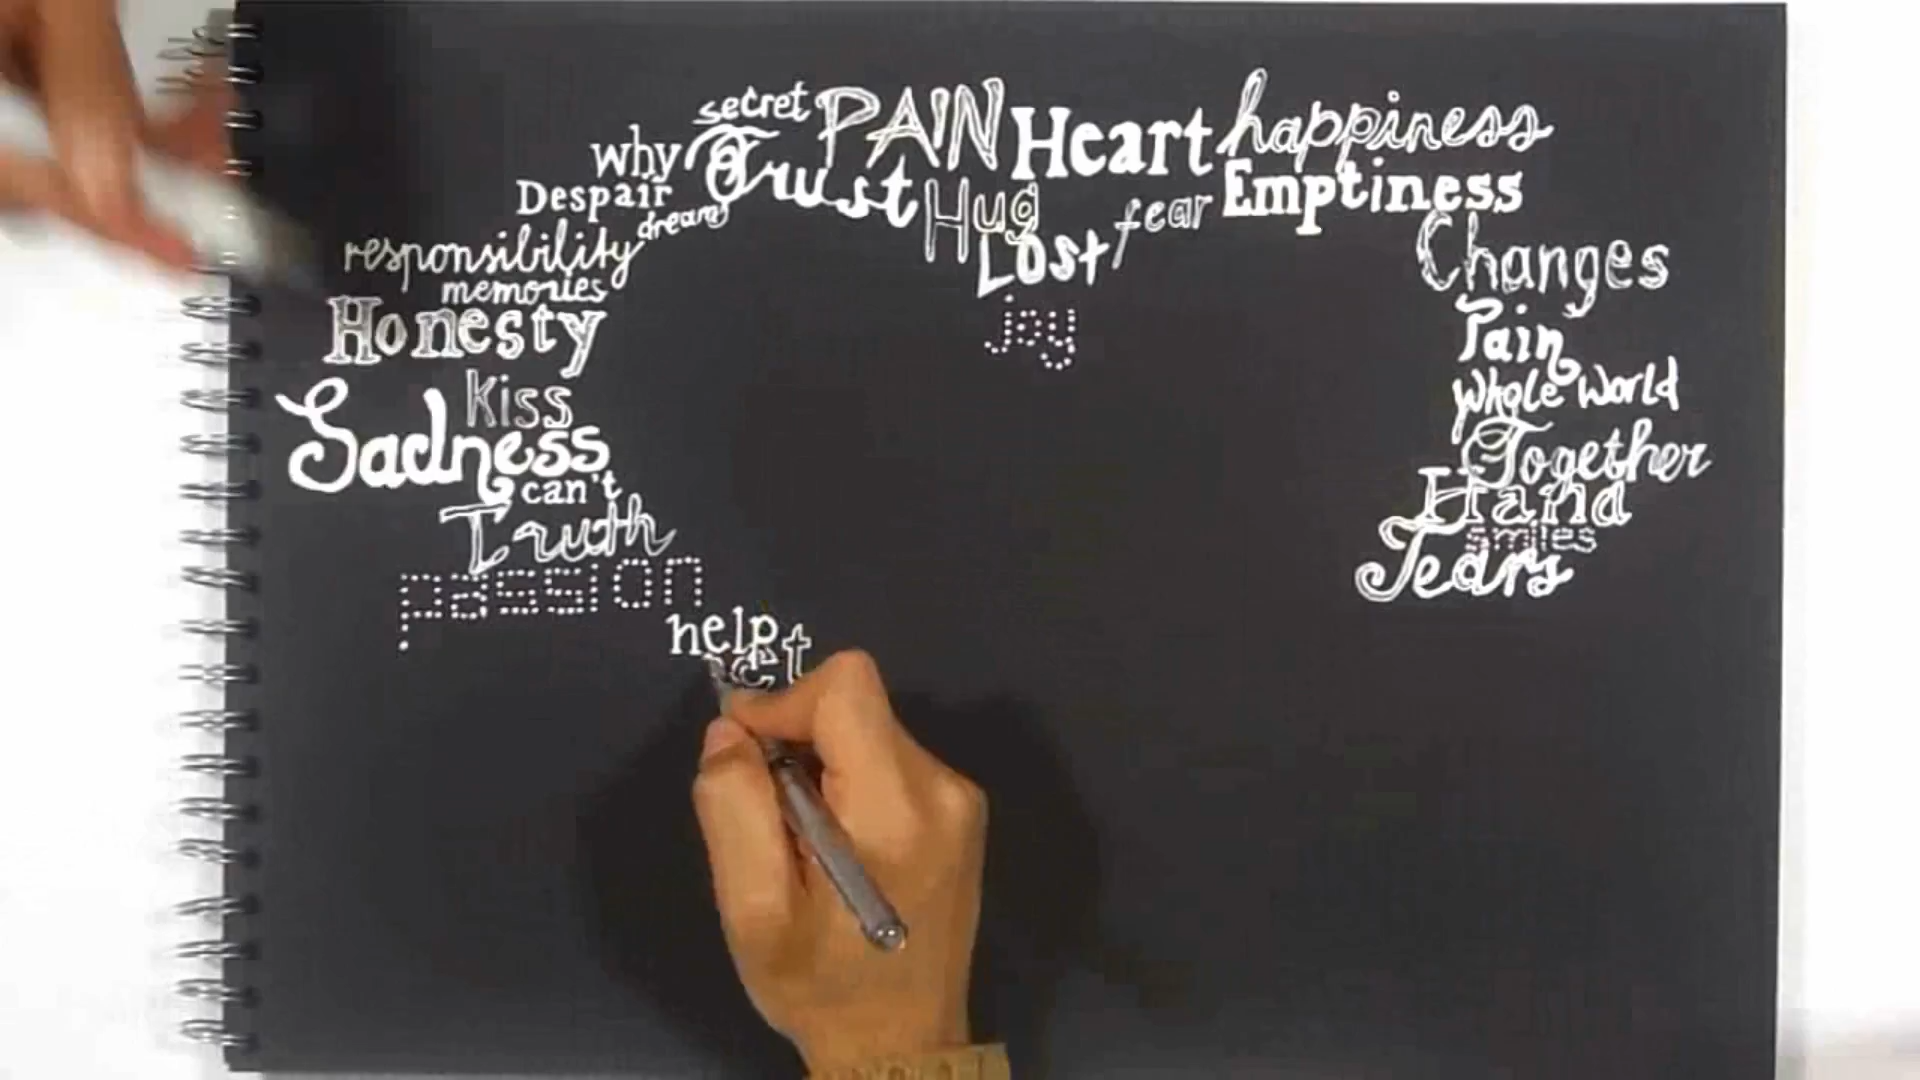 secret PAIN Heart happiness
why Trust Hug fear Emptiness
Despair dreams Lost Changes
responsibility
memories joy Pain
Honesty
Kiss Whole World
Sadness Together
can't Hand
Truth smiles
passion Tears
help